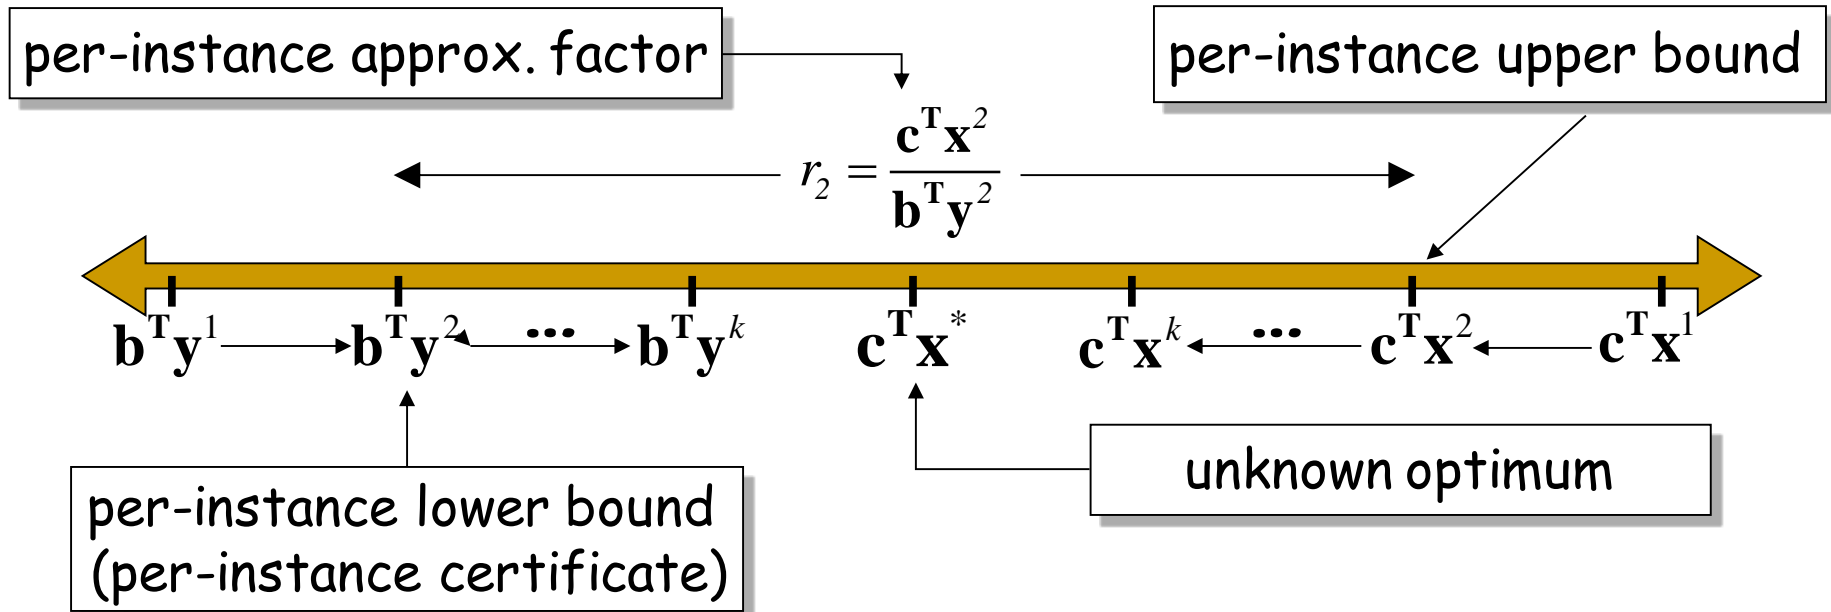 per-instance approx. factor
per-instance upper bound
r₂ = cᵀx² / bᵀy²
bᵀy¹ bᵀy² ... bᵀyᵏ cᵀx* cᵀxᵏ ... cᵀx² cᵀx¹
unknown optimum
per-instance lower bound
(per-instance certificate)